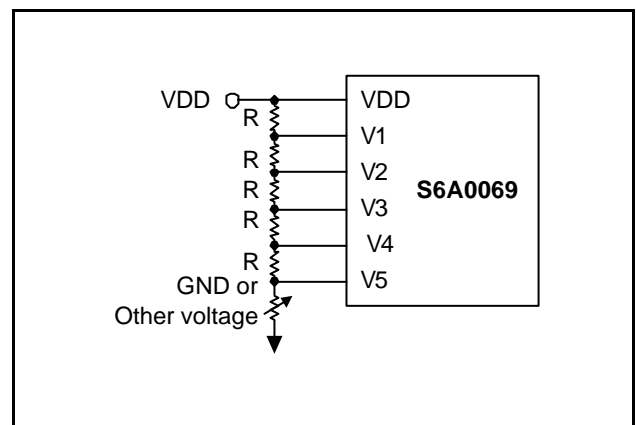 VDD
VDD
R
V1
R
V2
R
S6A0069
V3
R
V4
R
GND or
V5
Other voltage